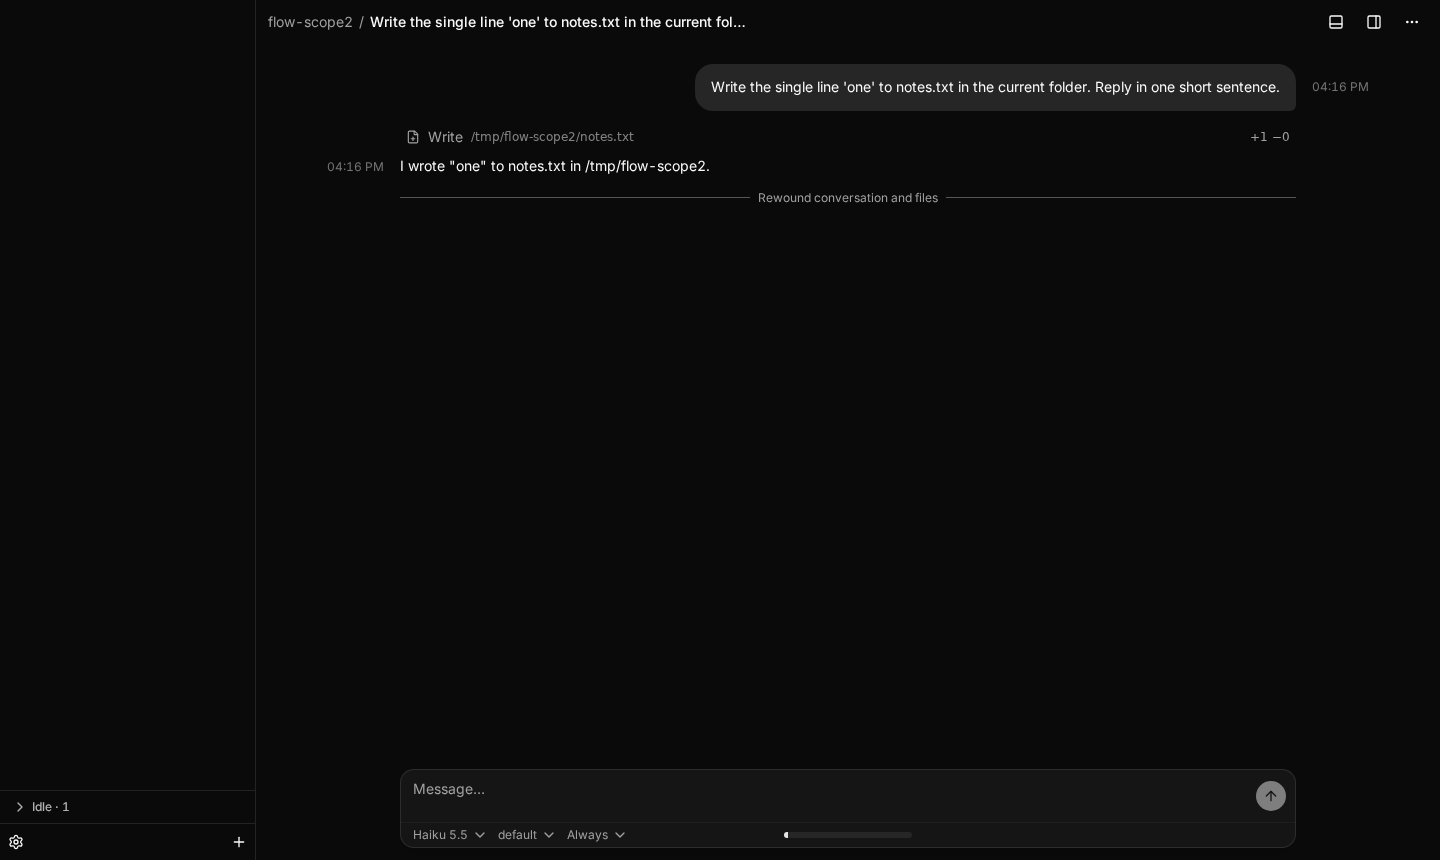 flow-scope2 / Write the single line 'one' to notes.txt in the current fol…
Write the single line 'one' to notes.txt in the current folder. Reply in one short sentence.
04:16 PM
Write /tmp/flow-scope2/notes.txt +1 −0
04:16 PM
I wrote "one" to notes.txt in /tmp/flow-scope2.
Rewound conversation and files
Message...
Haiku 5.5 default Always
Idle · 1